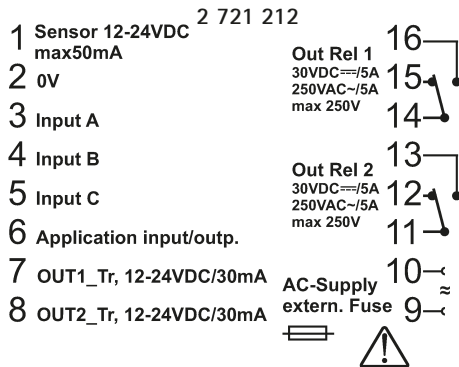 2 721 212
1 Sensor 12-24VDC
max50mA
2 0V
3 Input A
4 Input B
5 Input C
6 Application input/outp.
7 OUT1_Tr, 12-24VDC/30mA
8 OUT2_Tr, 12-24VDC/30mA
16
Out Rel 1
30VDC⎓/5A 15
250VAC~/5A
max 250V 14
13
Out Rel 2
30VDC⎓/5A 12
250VAC~/5A
max 250V 11
10
AC-Supply ≈
extern. Fuse 9
!